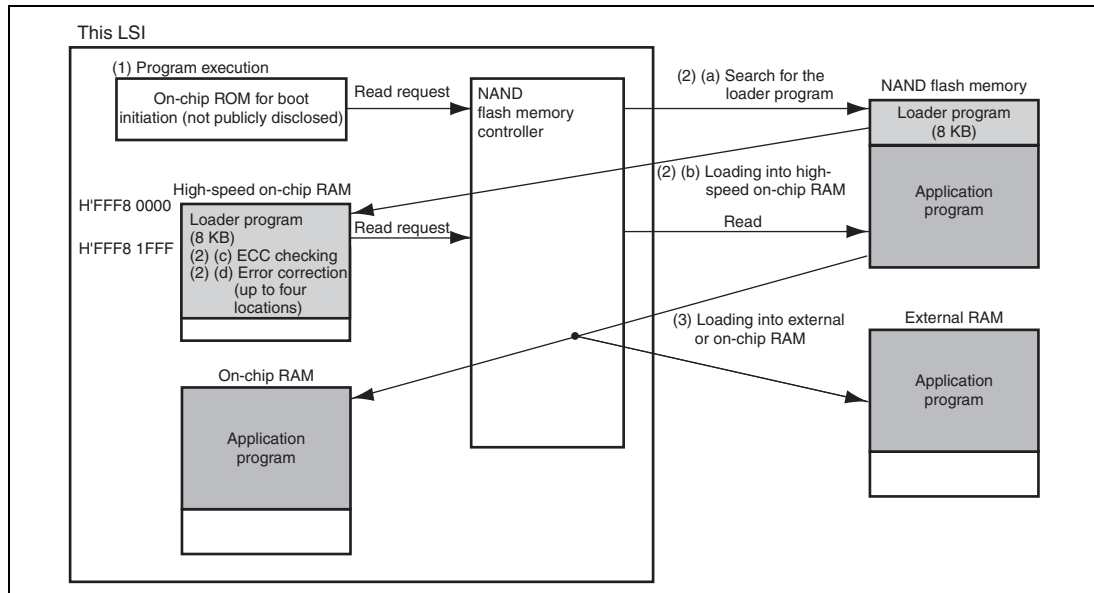 This LSI
(1) Program execution
On-chip ROM for boot
initiation (not publicly disclosed)
Read request
NAND
flash memory
controller
(2) (a) Search for the
loader program
NAND flash memory
Loader program
(8 KB)
Application
program
(2) (b) Loading into high-
speed on-chip RAM
Read
High-speed on-chip RAM
H'FFF8 0000
H'FFF8 1FFF
Loader program
(8 KB)
(2) (c) ECC checking
(2) (d) Error correction
(up to four
locations)
Read request
(3) Loading into external
or on-chip RAM
External RAM
Application
program
On-chip RAM
Application
program